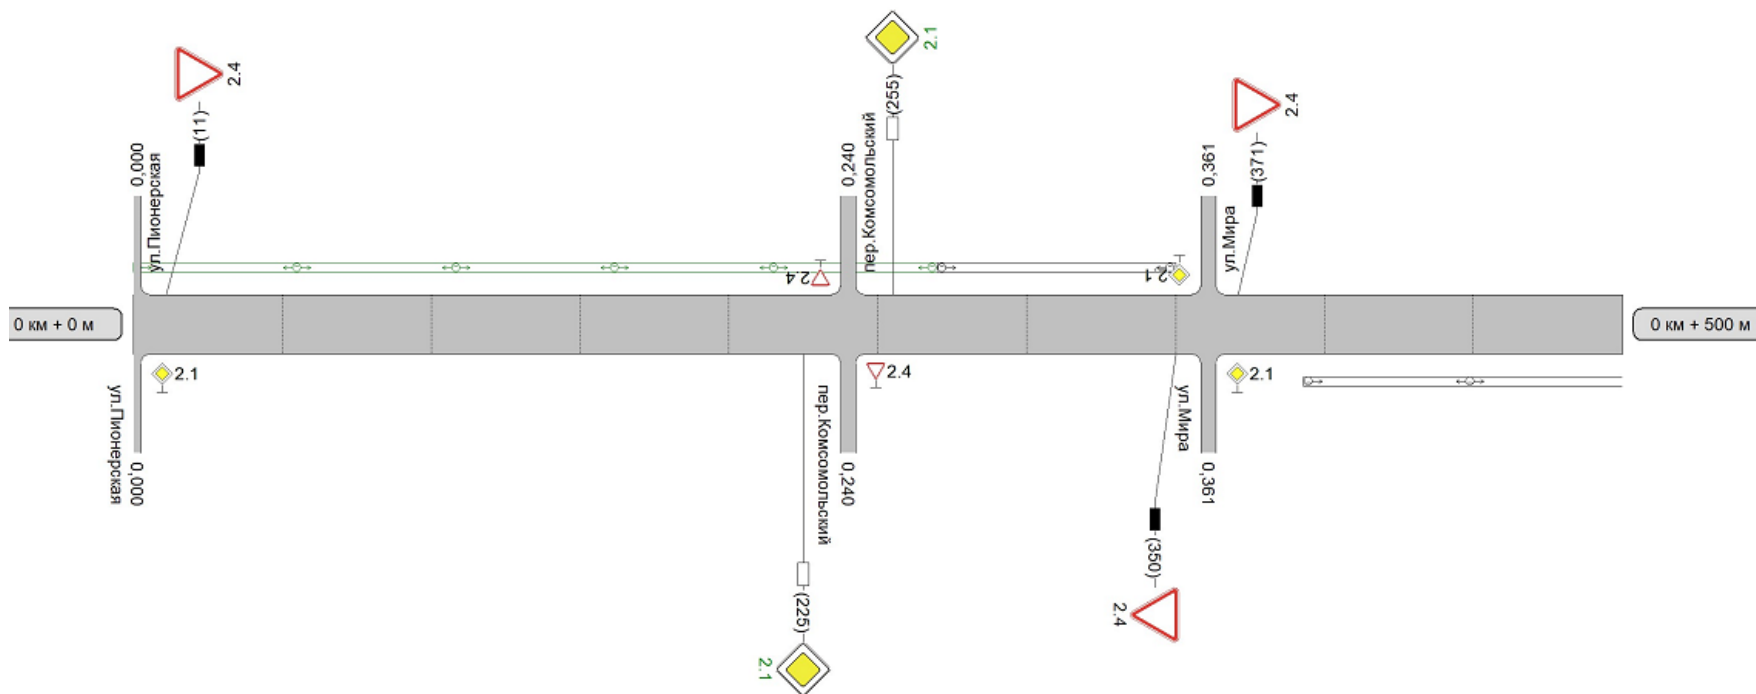 2.1
2.4
(255)
2.4
(11)
(371)
0,000
ул.Пионерская
0,240
пер.Комсомольский
0,361
ул.Мира
2.4
2.1
0 км + 0 м
0 км + 500 м
2.1
2.4
2.1
ул.Пионерская
0,000
пер.Комсомольский
0,240
ул.Мира
0,361
(350)
(225)
2.4
2.1